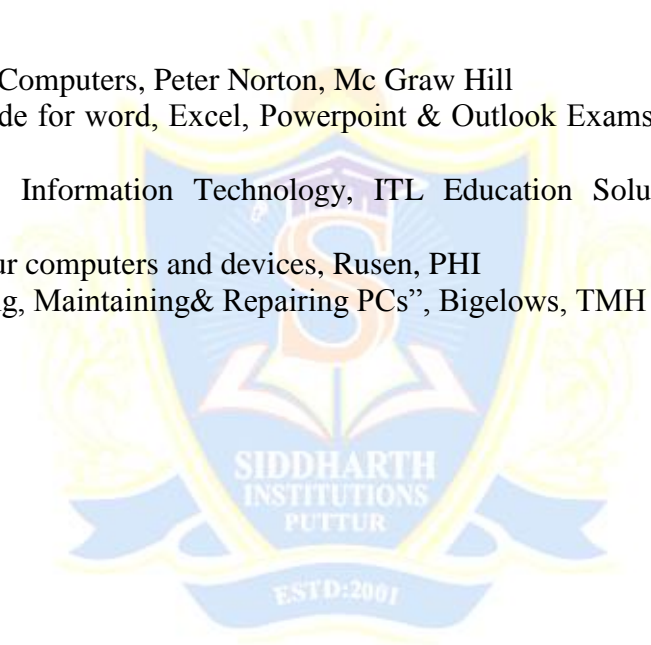 Computers, Peter Norton, Mc Graw Hill
de for word, Excel, Powerpoint & Outlook Exams
Information Technology, ITL Education Solu
ur computers and devices, Rusen, PHI
g, Maintaining& Repairing PCs”, Bigelows, TMH
S
SIDDHARTH
INSTITUTIONS
PUTTUR
ESTD:2001